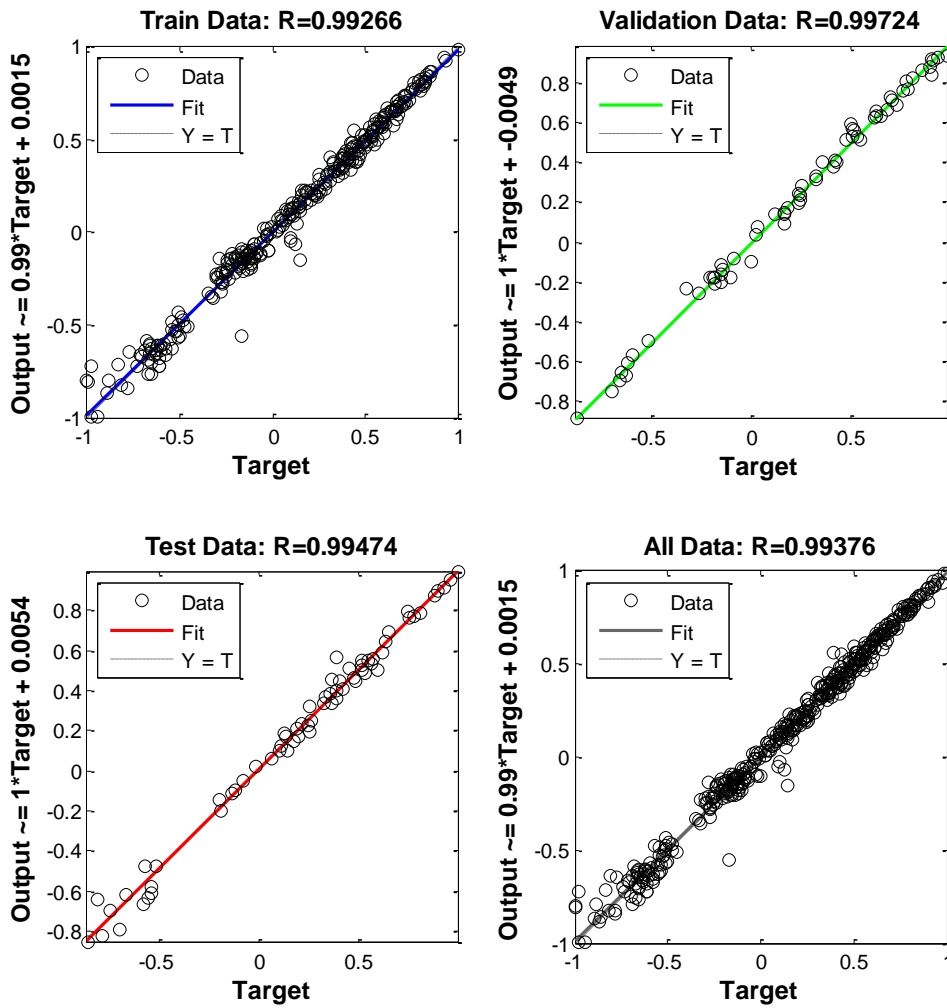 Train Data: R=0.99266
Output ~= 0.99*Target + 0.0015
Data
Fit
Y = T
1
0.5
0
-0.5
-1
-1
-0.5
0
0.5
1
Target
Validation Data: R=0.99724
Output ~= 1*Target + -0.0049
Data
Fit
Y = T
0.8
0.6
0.4
0.2
0
-0.2
-0.4
-0.6
-0.8
-0.5
0
0.5
Target
Test Data: R=0.99474
Output ~= 1*Target + 0.0054
Data
Fit
Y = T
0.8
0.6
0.4
0.2
0
-0.2
-0.4
-0.6
-0.8
-0.5
0
0.5
Target
All Data: R=0.99376
Output ~= 0.99*Target + 0.0015
Data
Fit
Y = T
1
0.5
0
-0.5
-1
-1
-0.5
0
0.5
1
Target